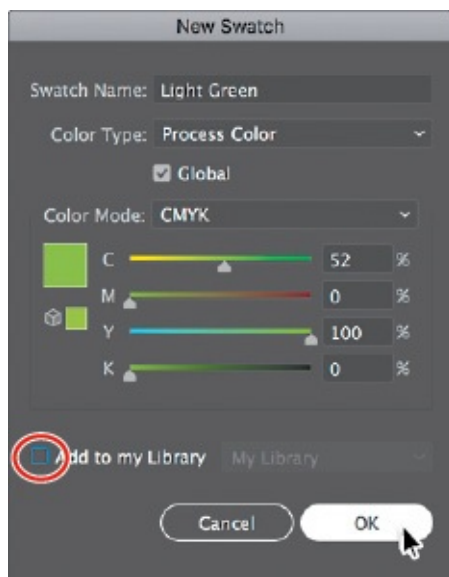 New Swatch
Swatch Name: Light Green
Color Type: Process Color
Global
Color Mode: CMYK
C 52 %
M 0 %
Y 100 %
K 0 %
Add to my Library My Library
Cancel OK